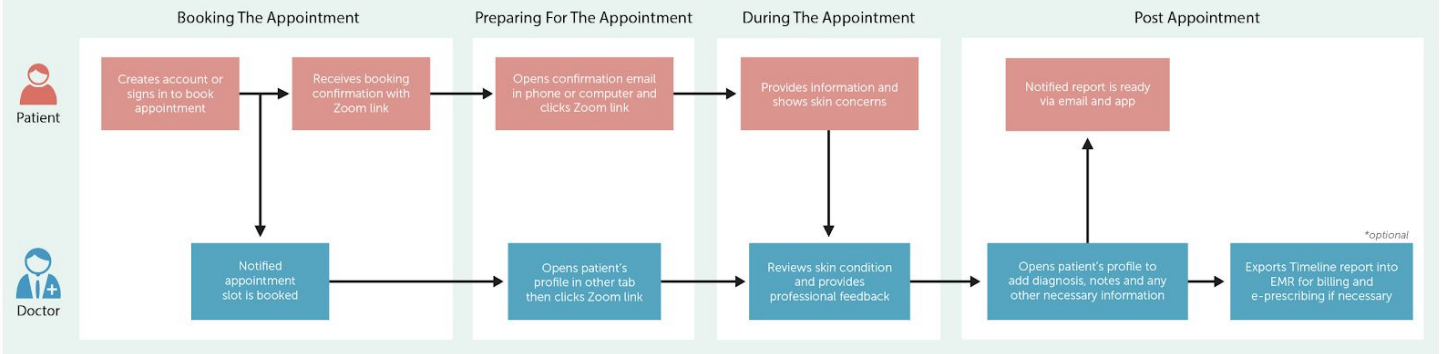 Booking The Appointment
Preparing For The Appointment
During The Appointment
Post Appointment
Patient
Creates account or
signs in to book
appointment
Receives booking
confirmation with
Zoom link
Opens confirmation email
in phone or computer and
clicks Zoom link
Provides information and
shows skin concerns
Notified report is ready
via email and app
Doctor
Notified
appointment
slot is booked
Opens patient's
profile in other tab
then clicks Zoom link
Reviews skin condition
and provides
professional feedback
Opens patient's profile to
add diagnosis, notes and any
other necessary information
*optional
Exports Timeline report into
EMR for billing and
e-prescribing if necessary